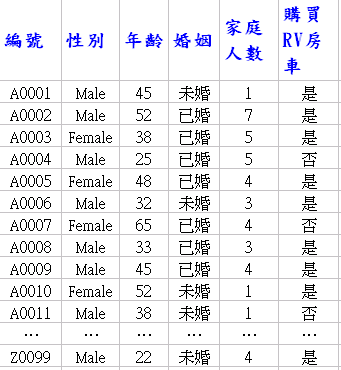 編號 性別 年齡 婚姻 家庭人數 購買RV房車
A0001 Male 45 未婚 1 是
A0002 Male 52 已婚 7 是
A0003 Female 38 已婚 5 是
A0004 Male 25 已婚 5 否
A0005 Female 48 已婚 4 是
A0006 Male 32 未婚 3 是
A0007 Female 65 已婚 4 否
A0008 Male 33 已婚 3 是
A0009 Male 45 已婚 4 是
A0010 Female 52 未婚 1 是
A0011 Male 38 未婚 1 否
... ... ... ... ... ...
Z0099 Male 22 未婚 4 是